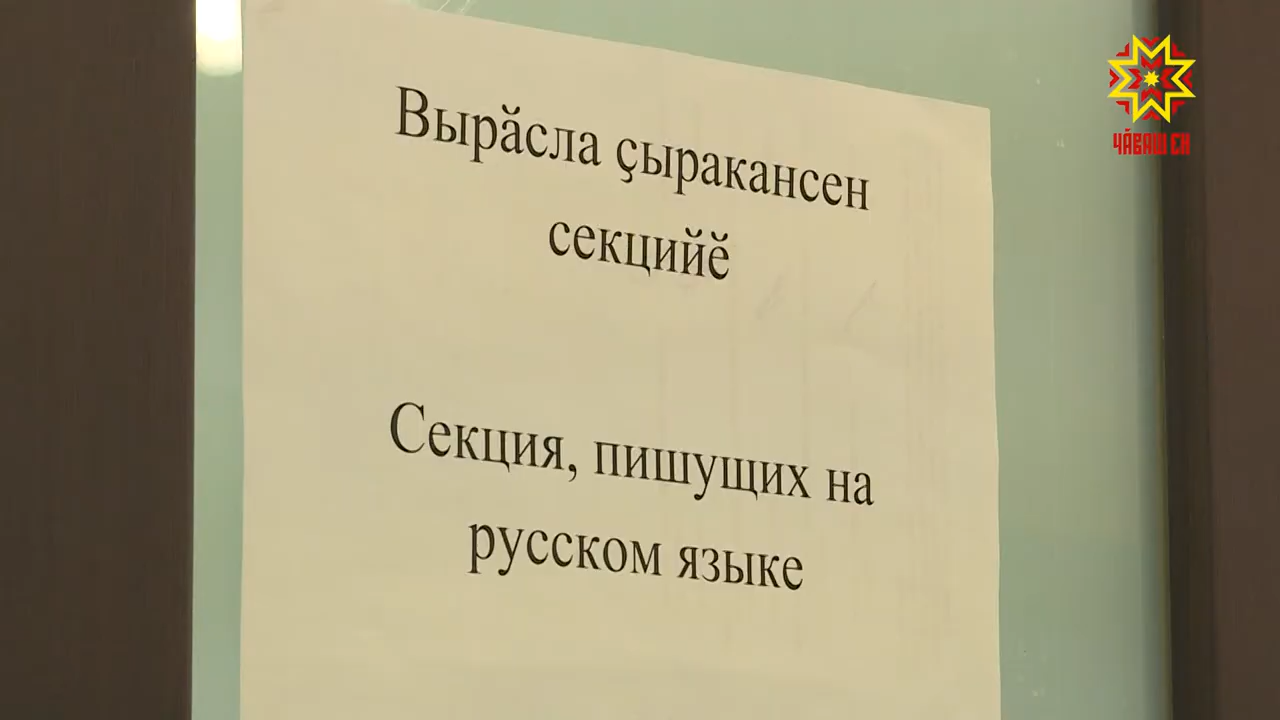 Вырӑсла ҫыракансен
секцийӗ
Секция, пишущих на
русском языке
ЧӐВАШ ЕН